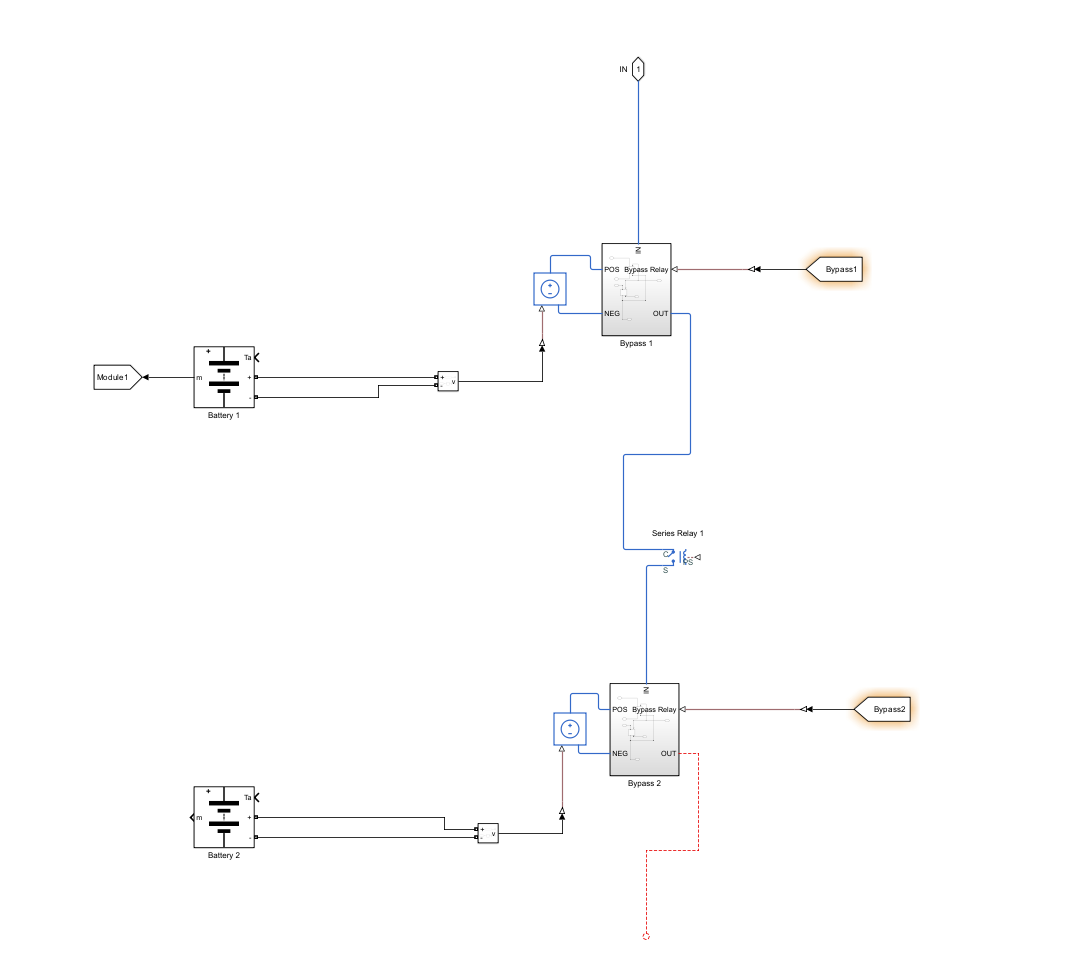 IN 1
IN
POS Bypass Relay
NEG OUT
Bypass 1
Bypass1
+ −
Module1
m + Ta
+
-
Battery 1
+
- v
Series Relay 1
C
VS
S
IN
POS Bypass Relay
NEG OUT
Bypass 2
Bypass2
+ −
m + Ta
+
-
Battery 2
+
- v